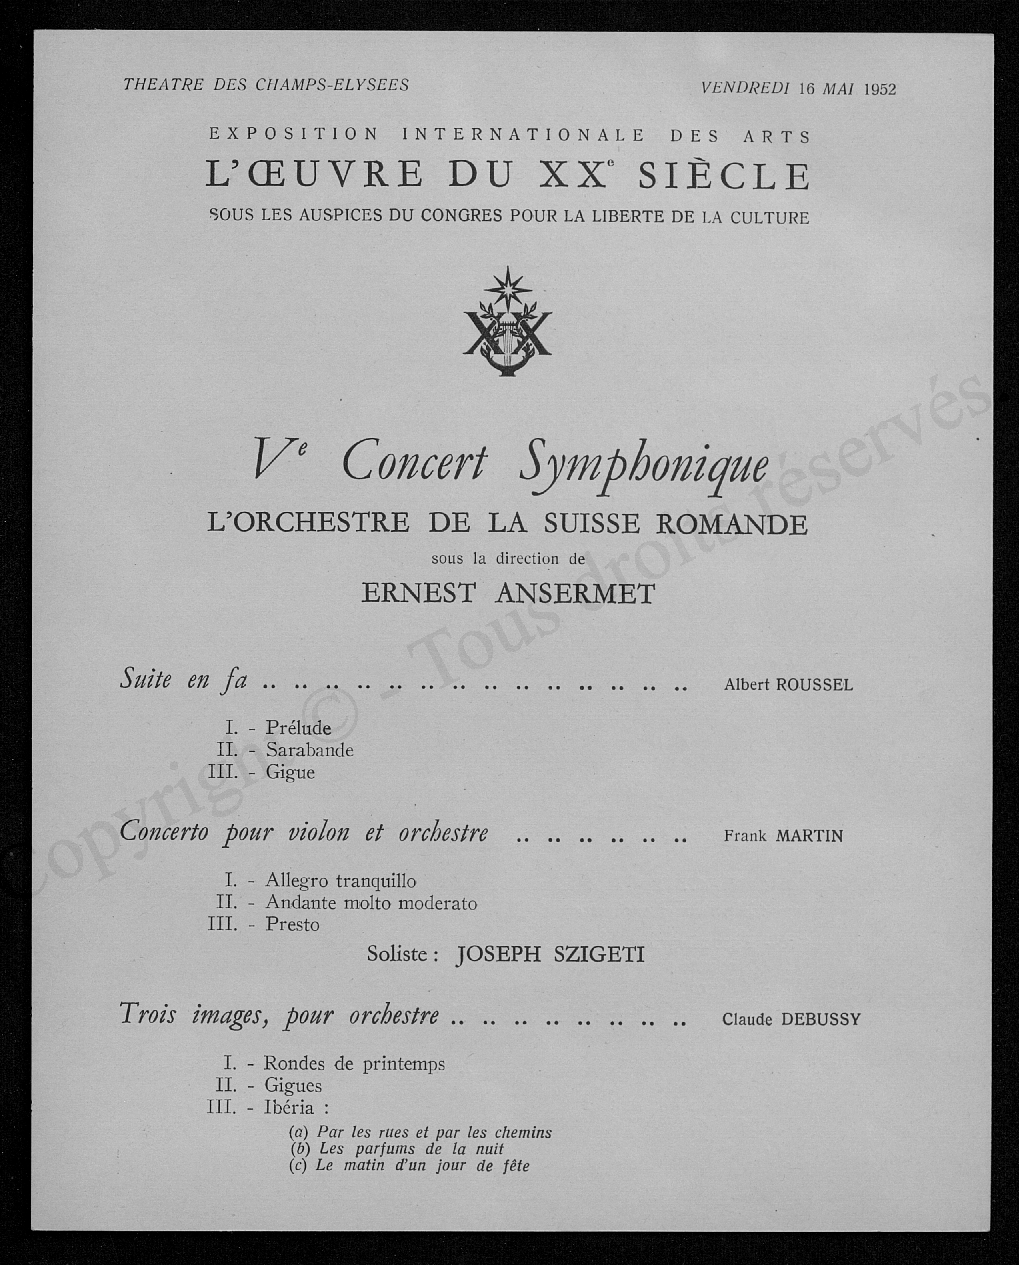 THEATRE DES CHAMPS-ELYSEES VENDREDI 16 MAI 1952
EXPOSITION INTERNATIONALE DES ARTS
L'ŒUVRE DU XXe SIÈCLE
SOUS LES AUSPICES DU CONGRES POUR LA LIBERTE DE LA CULTURE
XX
Ve Concert Symphonique
L'ORCHESTRE DE LA SUISSE ROMANDE
sous la direction de
ERNEST ANSERMET
Suite en fa .. .. .. .. .. .. .. .. .. .. .. .. .. .. Albert ROUSSEL
I. - Prélude
II. - Sarabande
III. - Gigue
Concerto pour violon et orchestre .. .. .. .. .. .. Frank MARTIN
I. - Allegro tranquillo
II. - Andante molto moderato
III. - Presto
Soliste : JOSEPH SZIGETI
Trois images, pour orchestre .. .. .. .. .. .. .. .. Claude DEBUSSY
I. - Rondes de printemps
II. - Gigues
III. - Ibéria :
(a) Par les rues et par les chemins
(b) Les parfums de la nuit
(c) Le matin d'un jour de fête
Copyright © - Tous droits réservés